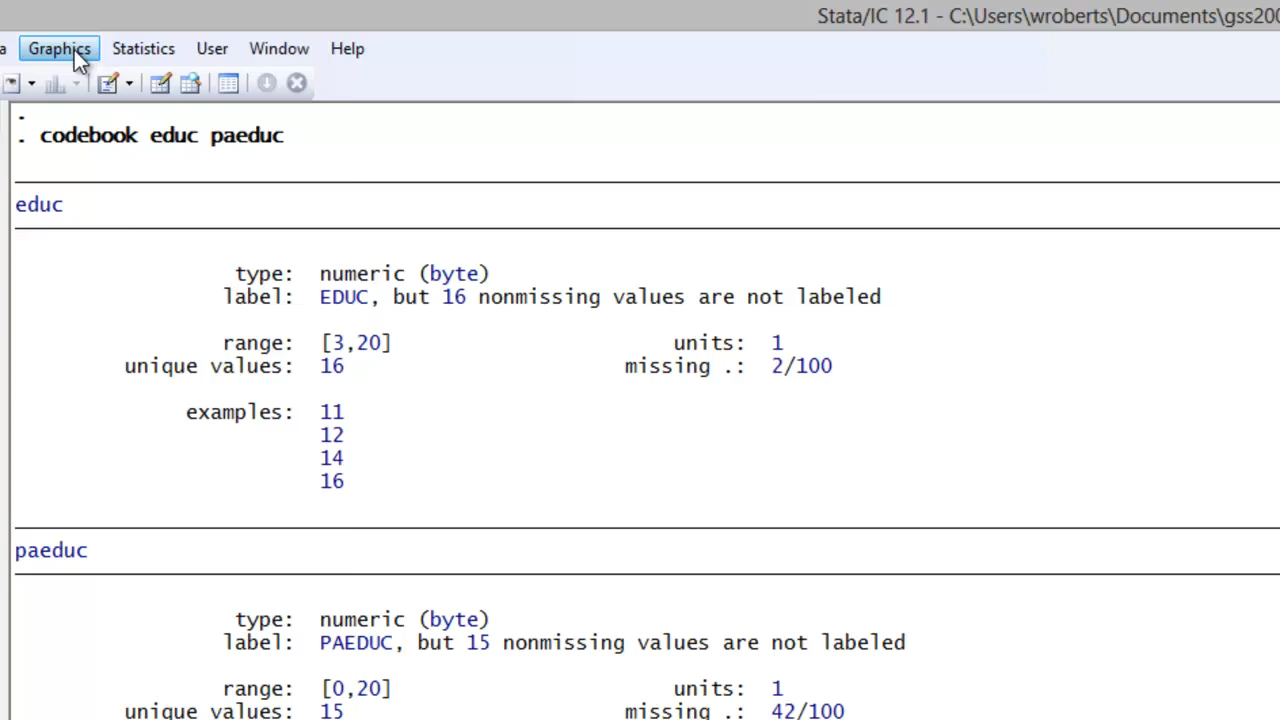 Stata/IC 12.1 - C:\Users\wroberts\Documents\gss200
a Graphics Statistics User Window Help
.
. codebook educ paeduc
educ
type: numeric (byte)
label: EDUC, but 16 nonmissing values are not labeled
range: [3,20] units: 1
unique values: 16 missing .: 2/100
examples: 11
12
14
16
paeduc
type: numeric (byte)
label: PAEDUC, but 15 nonmissing values are not labeled
range: [0,20] units: 1
unique values: 15 missing .: 42/100